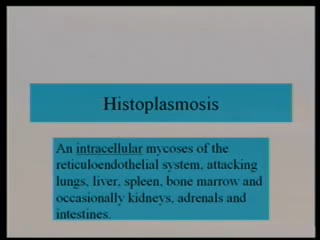 Histoplasmosis
An intracellular mycoses of the
reticuloendothelial system, attacking
lungs, liver, spleen, bone marrow and
occasionally kidneys, adrenals and
intestines.